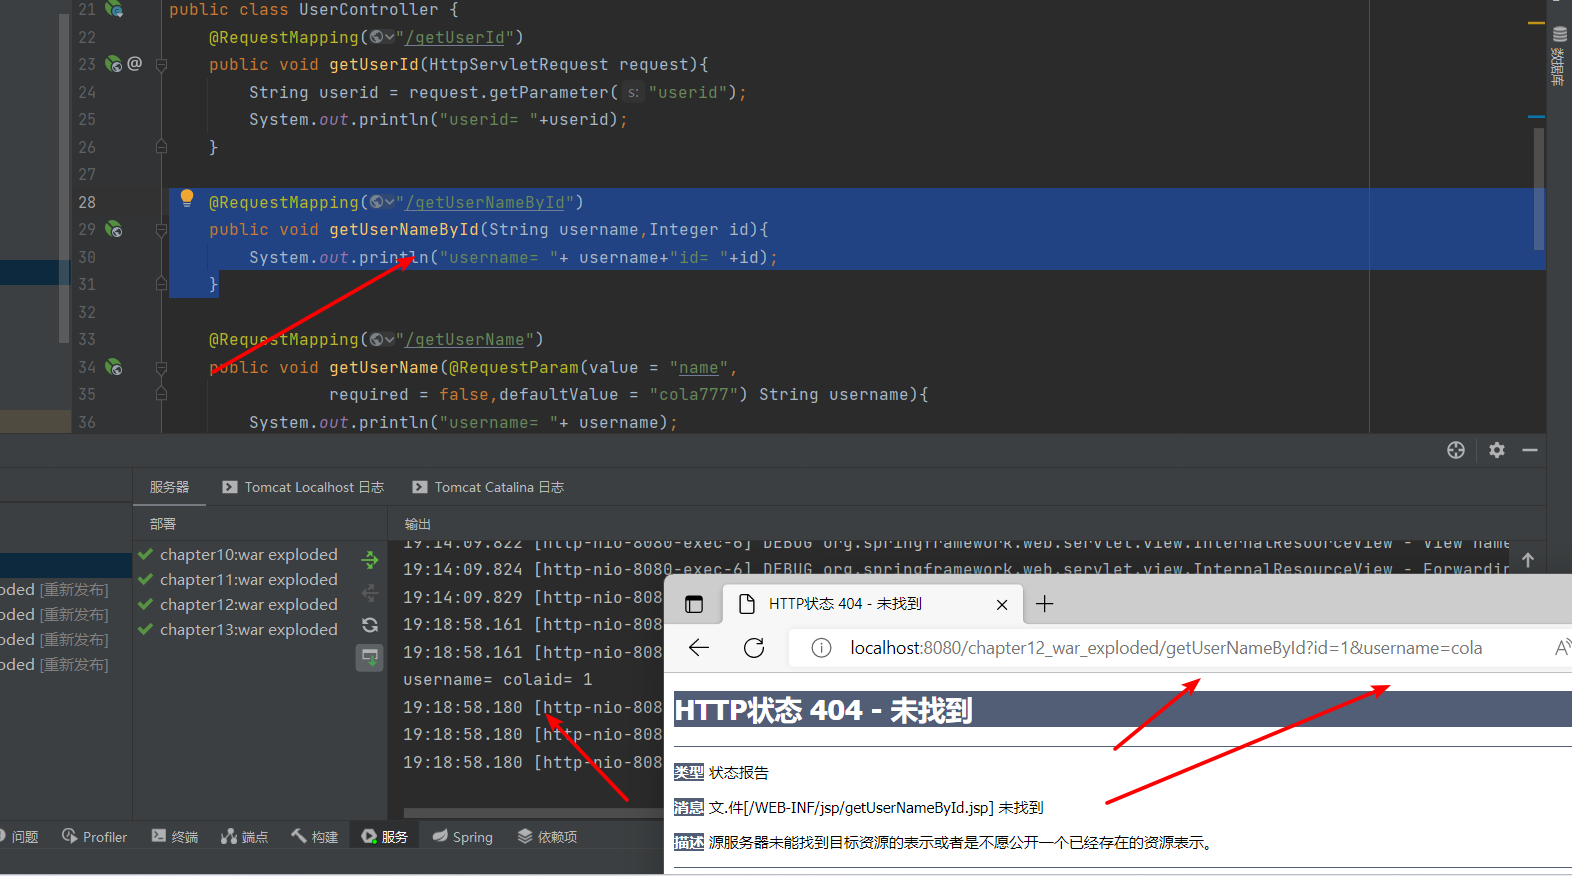 21 public class UserController {
22 @RequestMapping("/getUserId")
23 @ public void getUserId(HttpServletRequest request){
24 String userid = request.getParameter( s: "userid");
25 System.out.println("userid= "+userid);
26 }
27
28 @RequestMapping("/getUserNameById")
29 public void getUserNameById(String username,Integer id){
30 System.out.println("username= "+ username+"id= "+id);
31 }
32
33 @RequestMapping("/getUserName")
34 public void getUserName(@RequestParam(value = "name",
35 required = false,defaultValue = "cola777") String username){
36 System.out.println("username= "+ username);
数据库
服务器 Tomcat Localhost 日志 Tomcat Catalina 日志
部署
chapter10:war exploded
chapter11:war exploded
chapter12:war exploded
chapter13:war exploded
oded [重新发布]
oded [重新发布]
oded [重新发布]
oded [重新发布]
输出
19:14:09.822 [http-nio-8080-exec-6] DEBUG org.springframework.web.servlet.view.InternalResourceView - View name
19:14:09.824 [http-nio-8080-exec-6] DEBUG org.springframework.web.servlet.view.InternalResourceView - Forwardin
19:14:09.829 [http-nio-808
19:18:58.161 [http-nio-808
19:18:58.161 [http-nio-808
username= colaid= 1
19:18:58.180 [http-nio-808
19:18:58.180 [http-nio-808
19:18:58.180 [http-nio-808
HTTP状态 404 - 未找到
localhost:8080/chapter12_war_exploded/getUserNameById?id=1&username=cola
HTTP状态 404 - 未找到
类型 状态报告
消息 文.件[/WEB-INF/jsp/getUserNameById.jsp] 未找到
描述 源服务器未能找到目标资源的表示或者是不愿公开一个已经存在的资源表示。
问题 Profiler 终端 端点 构建 服务 Spring 依赖项